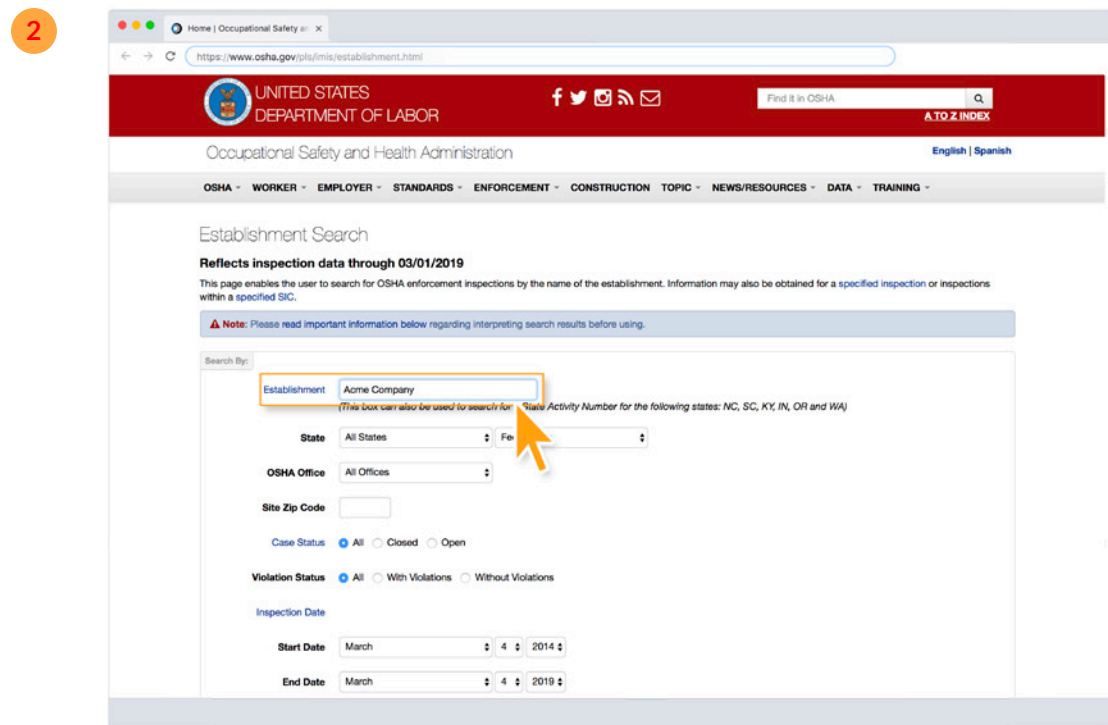 2
Home | Occupational Safety an
https://www.osha.gov/pls/imis/establishment.html
UNITED STATES
DEPARTMENT OF LABOR
Find it in OSHA
A TO Z INDEX
Occupational Safety and Health Administration
English | Spanish
OSHA WORKER EMPLOYER STANDARDS ENFORCEMENT CONSTRUCTION TOPIC NEWS/RESOURCES DATA TRAINING
Establishment Search
Reflects inspection data through 03/01/2019
This page enables the user to search for OSHA enforcement inspections by the name of the establishment. Information may also be obtained for a specified inspection or inspections
within a specified SIC.
Note: Please read important information below regarding interpreting search results before using.
Search By:
Establishment Acme Company
(This box can also be used to search for State Activity Number for the following states: NC, SC, KY, IN, OR and WA)
State All States
OSHA Office All Offices
Site Zip Code
Case Status All Closed Open
Violation Status All With Violations Without Violations
Inspection Date
Start Date March 4 2014
End Date March 4 2019